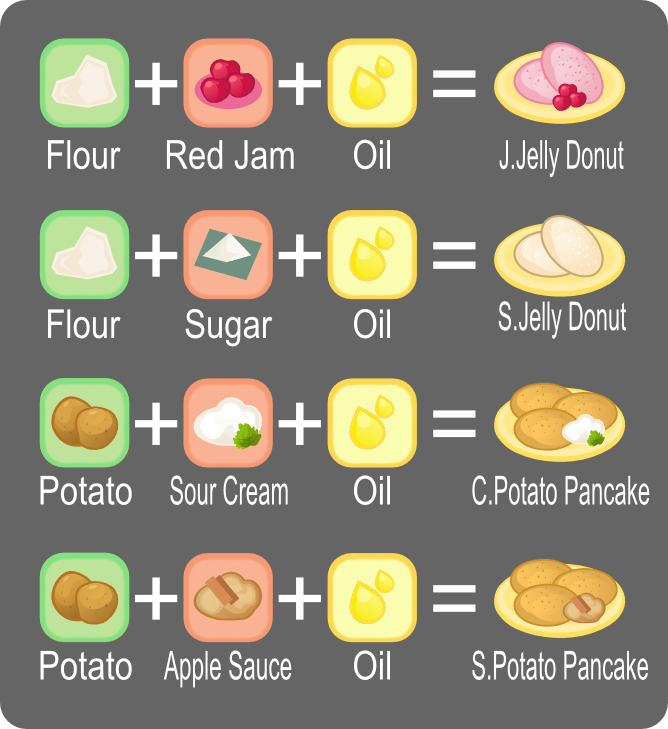 Flour + Red Jam + Oil = J.Jelly Donut
Flour + Sugar + Oil = S.Jelly Donut
Potato + Sour Cream + Oil = C.Potato Pancake
Potato + Apple Sauce + Oil = S.Potato Pancake